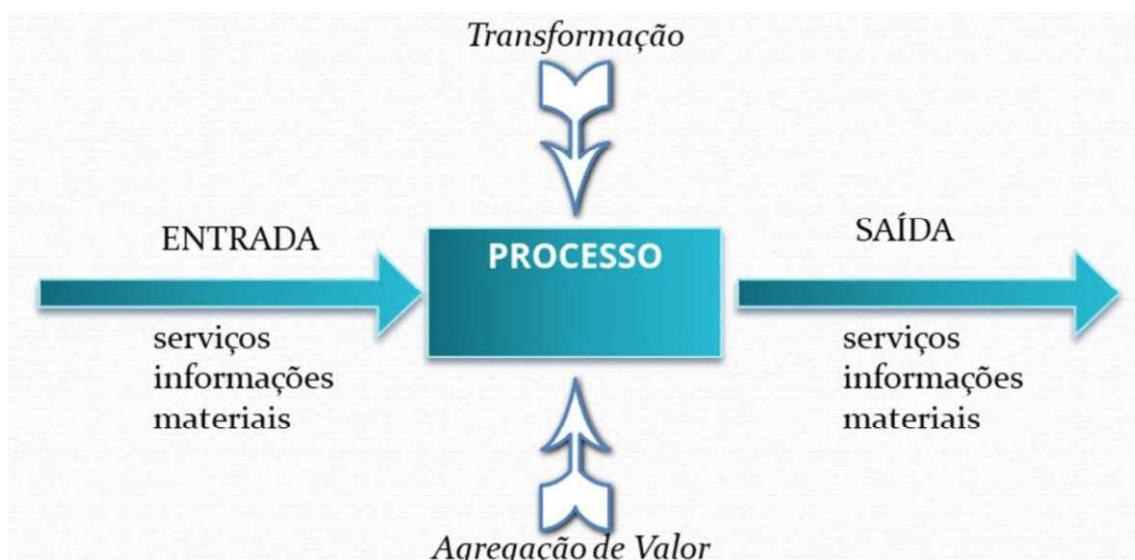 Transformação
ENTRADA
serviços
informações
materiais
PROCESSO
SAÍDA
serviços
informações
materiais
Agregação de Valor